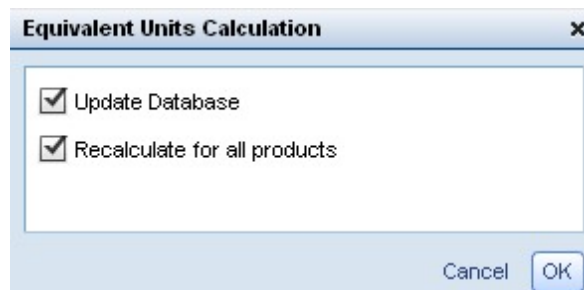 Equivalent Units Calculation x
Update Database
Recalculate for all products
Cancel OK